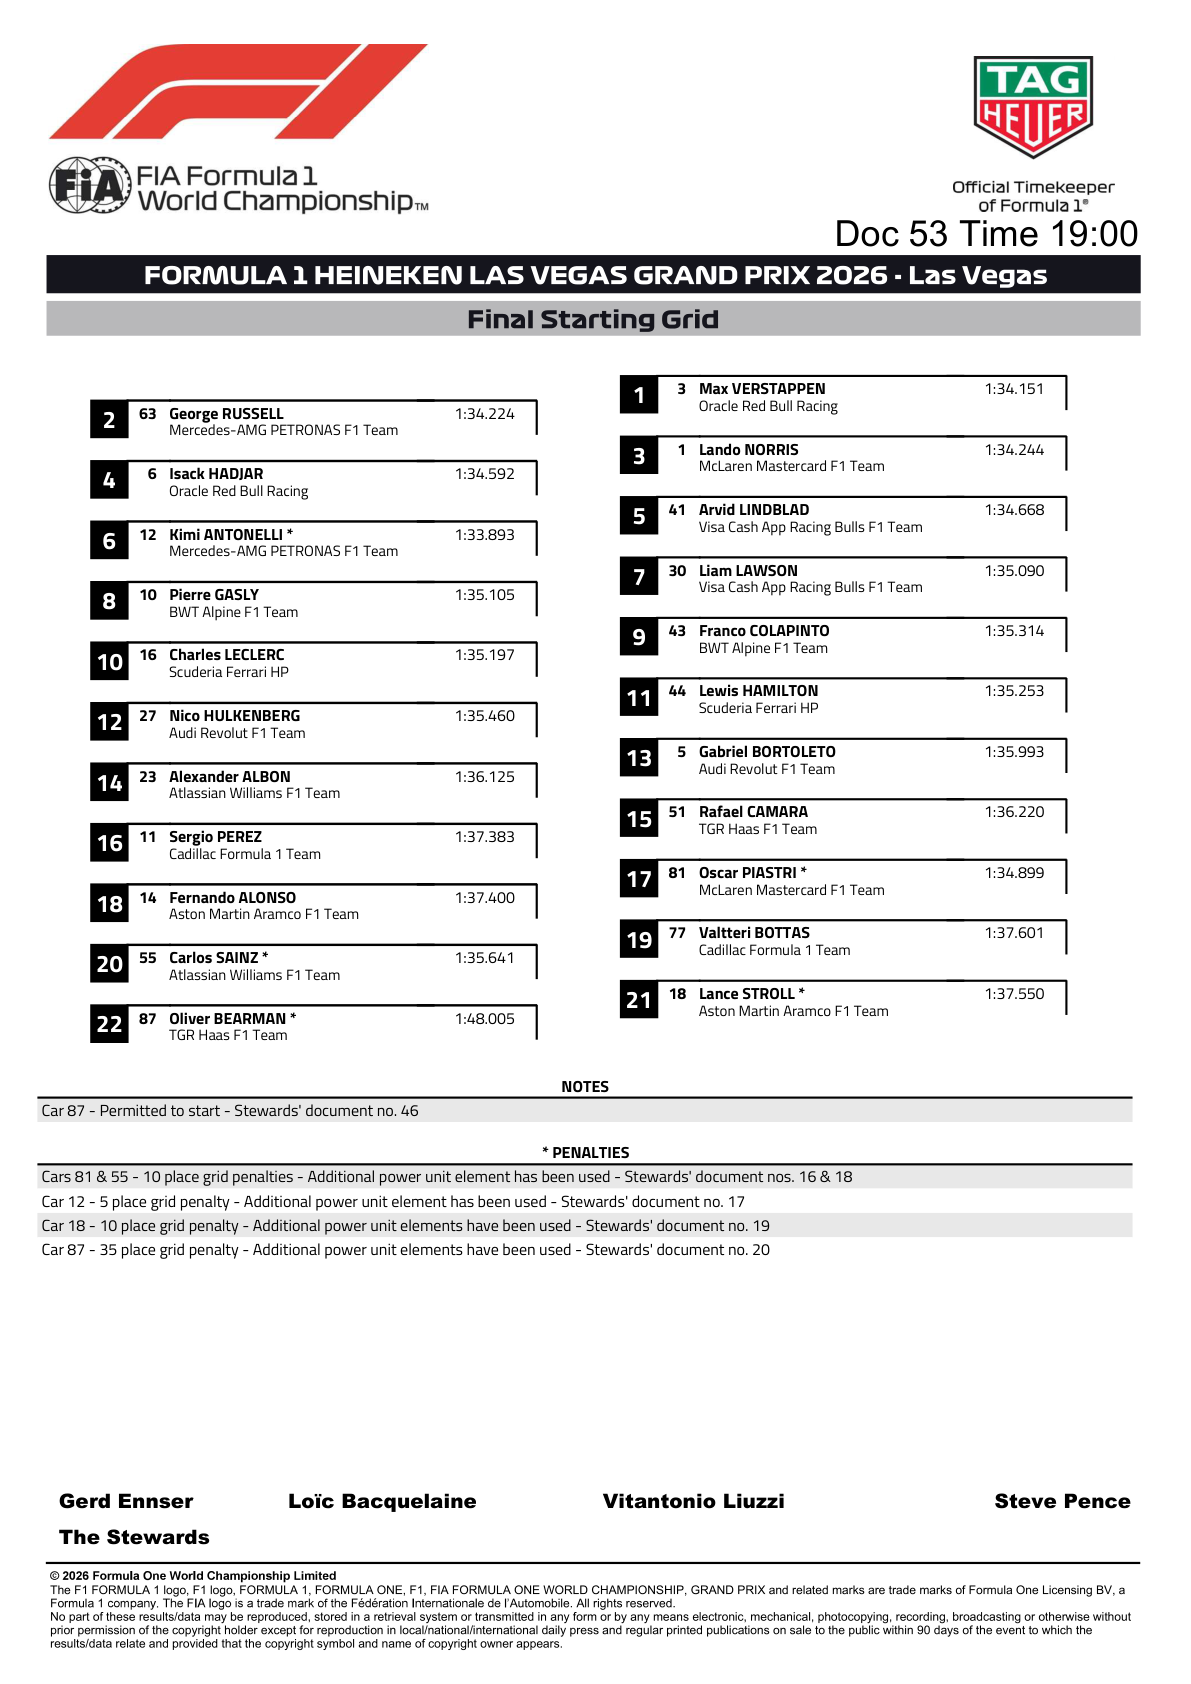 FIA Formula 1
World Championship™
TAG
HEUER
Official Timekeeper
of Formula 1®
Doc 53 Time 19:00
FORMULA 1 HEINEKEN LAS VEGAS GRAND PRIX 2026 - Las Vegas
Final Starting Grid
1 3 Max VERSTAPPEN 1:34.151
Oracle Red Bull Racing
2 63 George RUSSELL 1:34.224
Mercedes-AMG PETRONAS F1 Team
3 1 Lando NORRIS 1:34.244
McLaren Mastercard F1 Team
4 6 Isack HADJAR 1:34.592
Oracle Red Bull Racing
5 41 Arvid LINDBLAD 1:34.668
Visa Cash App Racing Bulls F1 Team
6 12 Kimi ANTONELLI * 1:33.893
Mercedes-AMG PETRONAS F1 Team
7 30 Liam LAWSON 1:35.090
Visa Cash App Racing Bulls F1 Team
8 10 Pierre GASLY 1:35.105
BWT Alpine F1 Team
9 43 Franco COLAPINTO 1:35.314
BWT Alpine F1 Team
10 16 Charles LECLERC 1:35.197
Scuderia Ferrari HP
11 44 Lewis HAMILTON 1:35.253
Scuderia Ferrari HP
12 27 Nico HULKENBERG 1:35.460
Audi Revolut F1 Team
13 5 Gabriel BORTOLETO 1:35.993
Audi Revolut F1 Team
14 23 Alexander ALBON 1:36.125
Atlassian Williams F1 Team
15 51 Rafael CAMARA 1:36.220
TGR Haas F1 Team
16 11 Sergio PEREZ 1:37.383
Cadillac Formula 1 Team
17 81 Oscar PIASTRI * 1:34.899
McLaren Mastercard F1 Team
18 14 Fernando ALONSO 1:37.400
Aston Martin Aramco F1 Team
19 77 Valtteri BOTTAS 1:37.601
Cadillac Formula 1 Team
20 55 Carlos SAINZ * 1:35.641
Atlassian Williams F1 Team
21 18 Lance STROLL * 1:37.550
Aston Martin Aramco F1 Team
22 87 Oliver BEARMAN * 1:48.005
TGR Haas F1 Team
NOTES
Car 87 - Permitted to start - Stewards' document no. 46
* PENALTIES
Cars 81 & 55 - 10 place grid penalties - Additional power unit element has been used - Stewards' document nos. 16 & 18
Car 12 - 5 place grid penalty - Additional power unit element has been used - Stewards' document no. 17
Car 18 - 10 place grid penalty - Additional power unit elements have been used - Stewards' document no. 19
Car 87 - 35 place grid penalty - Additional power unit elements have been used - Stewards' document no. 20
Gerd Ennser Loïc Bacquelaine Vitantonio Liuzzi Steve Pence
The Stewards
© 2026 Formula One World Championship Limited
The F1 FORMULA 1 logo, F1 logo, FORMULA 1, FORMULA ONE, F1, FIA FORMULA ONE WORLD CHAMPIONSHIP, GRAND PRIX and related marks are trade marks of Formula One Licensing BV, a
Formula 1 company. The FIA logo is a trade mark of the Fédération Internationale de l'Automobile. All rights reserved.
No part of these results/data may be reproduced, stored in a retrieval system or transmitted in any form or by any means electronic, mechanical, photocopying, recording, broadcasting or otherwise without
prior permission of the copyright holder except for reproduction in local/national/international daily press and regular printed publications on sale to the public within 90 days of the event to which the
results/data relate and provided that the copyright symbol and name of copyright owner appears.